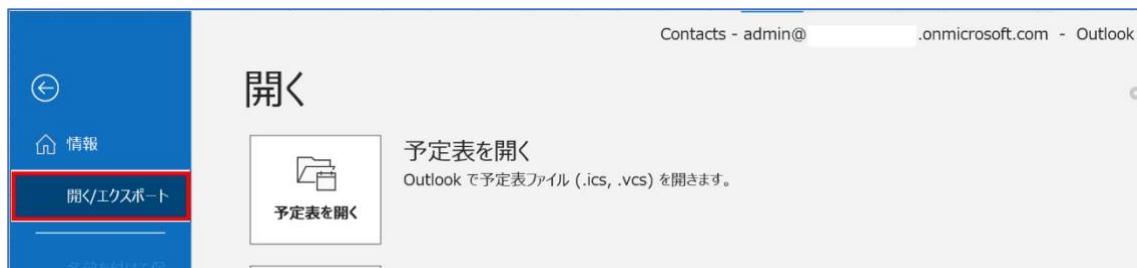 Contacts - admin@ .onmicrosoft.com - Outlook
開く
情報
開く/エクスポート
予定表を開く
Outlook で予定表ファイル (.ics, .vcs) を開きます。
予定表を開く